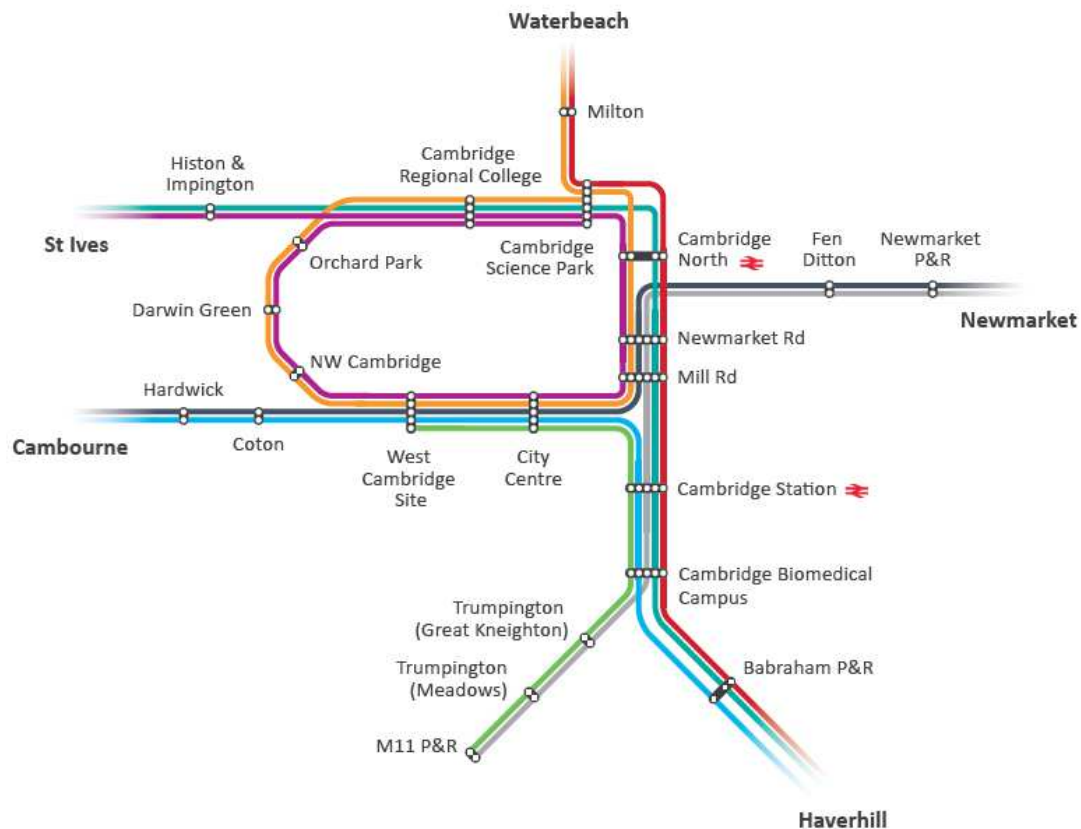 Waterbeach
Milton
Histon &
Impington
Cambridge
Regional College
St Ives
Orchard Park
Cambridge
Science Park
Cambridge
North
Fen
Ditton
Newmarket
P&R
Newmarket
Darwin Green
Newmarket Rd
NW Cambridge
Mill Rd
Hardwick
Cambourne
Coton
West
Cambridge
Site
City
Centre
Cambridge Station
Cambridge Biomedical
Campus
Trumpington
(Great Kneighton)
Trumpington
(Meadows)
Babraham P&R
M11 P&R
Haverhill